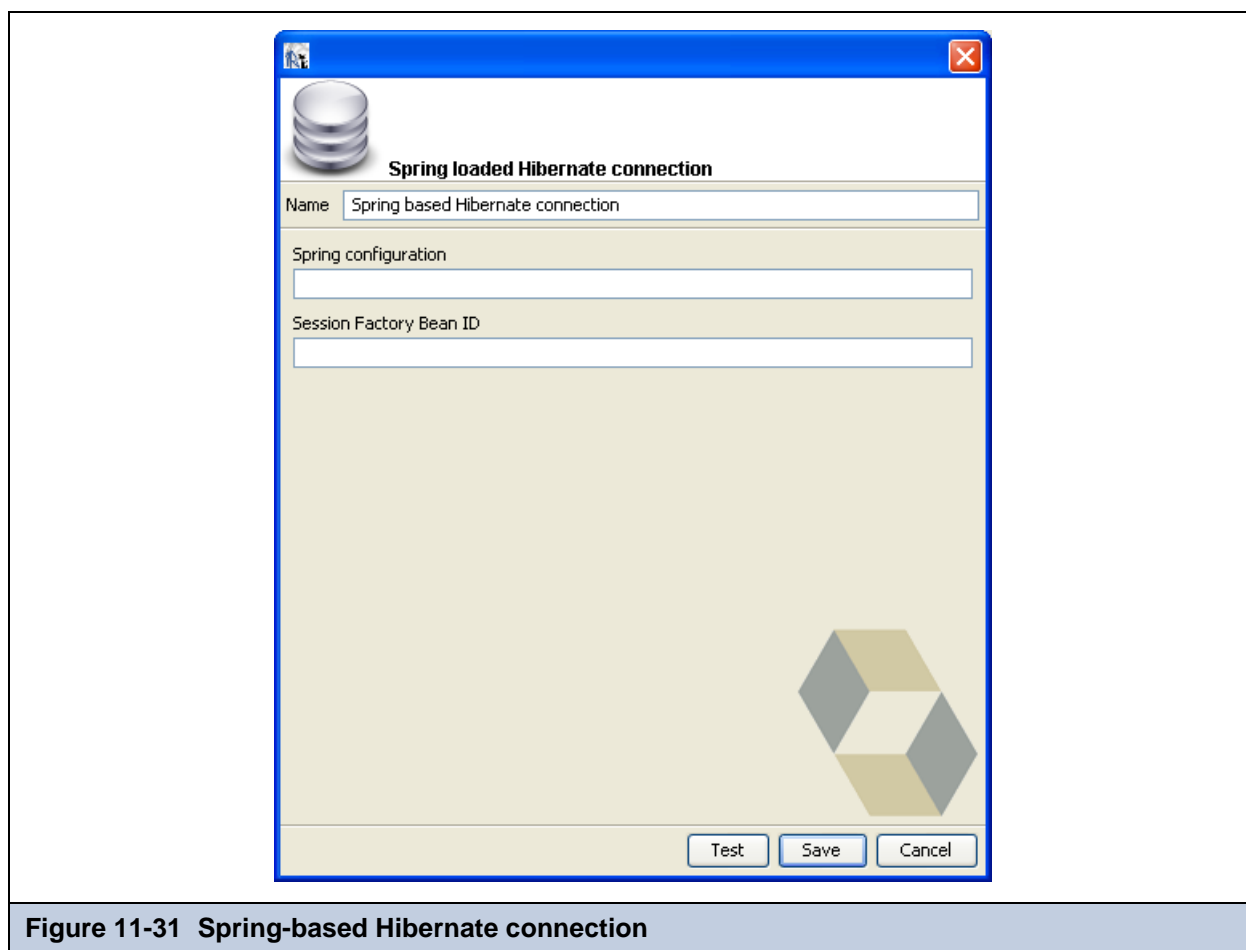 Spring loaded Hibernate connection
Name Spring based Hibernate connection
Spring configuration
Session Factory Bean ID
Test Save Cancel
Figure 11-31 Spring-based Hibernate connection